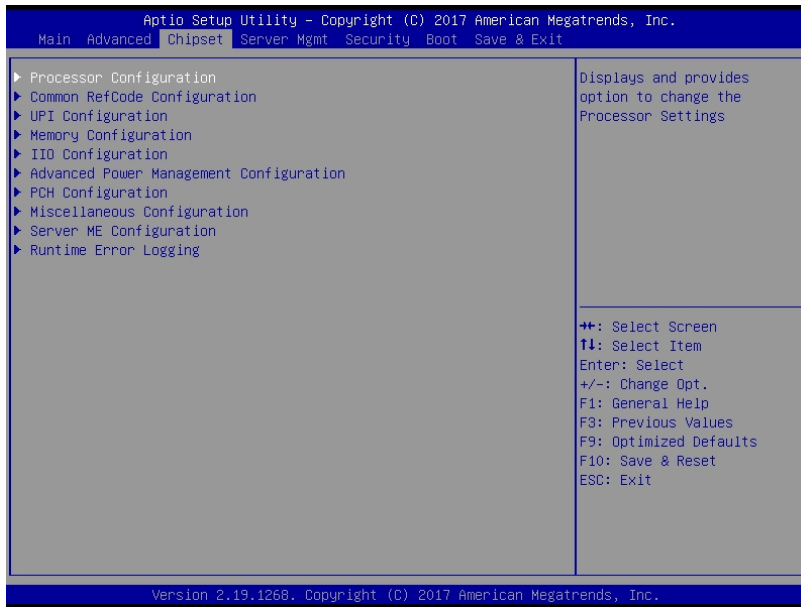 Aptio Setup Utility – Copyright (C) 2017 American Megatrends, Inc.
Main Advanced Chipset Server Mgmt Security Boot Save & Exit
▶ Processor Configuration
▶ Common RefCode Configuration
▶ UPI Configuration
▶ Memory Configuration
▶ IIO Configuration
▶ Advanced Power Management Configuration
▶ PCH Configuration
▶ Miscellaneous Configuration
▶ Server ME Configuration
▶ Runtime Error Logging
Displays and provides
option to change the
Processor Settings
→←: Select Screen
↑↓: Select Item
Enter: Select
+/-: Change Opt.
F1: General Help
F3: Previous Values
F9: Optimized Defaults
F10: Save & Reset
ESC: Exit
Version 2.19.1268. Copyright (C) 2017 American Megatrends, Inc.